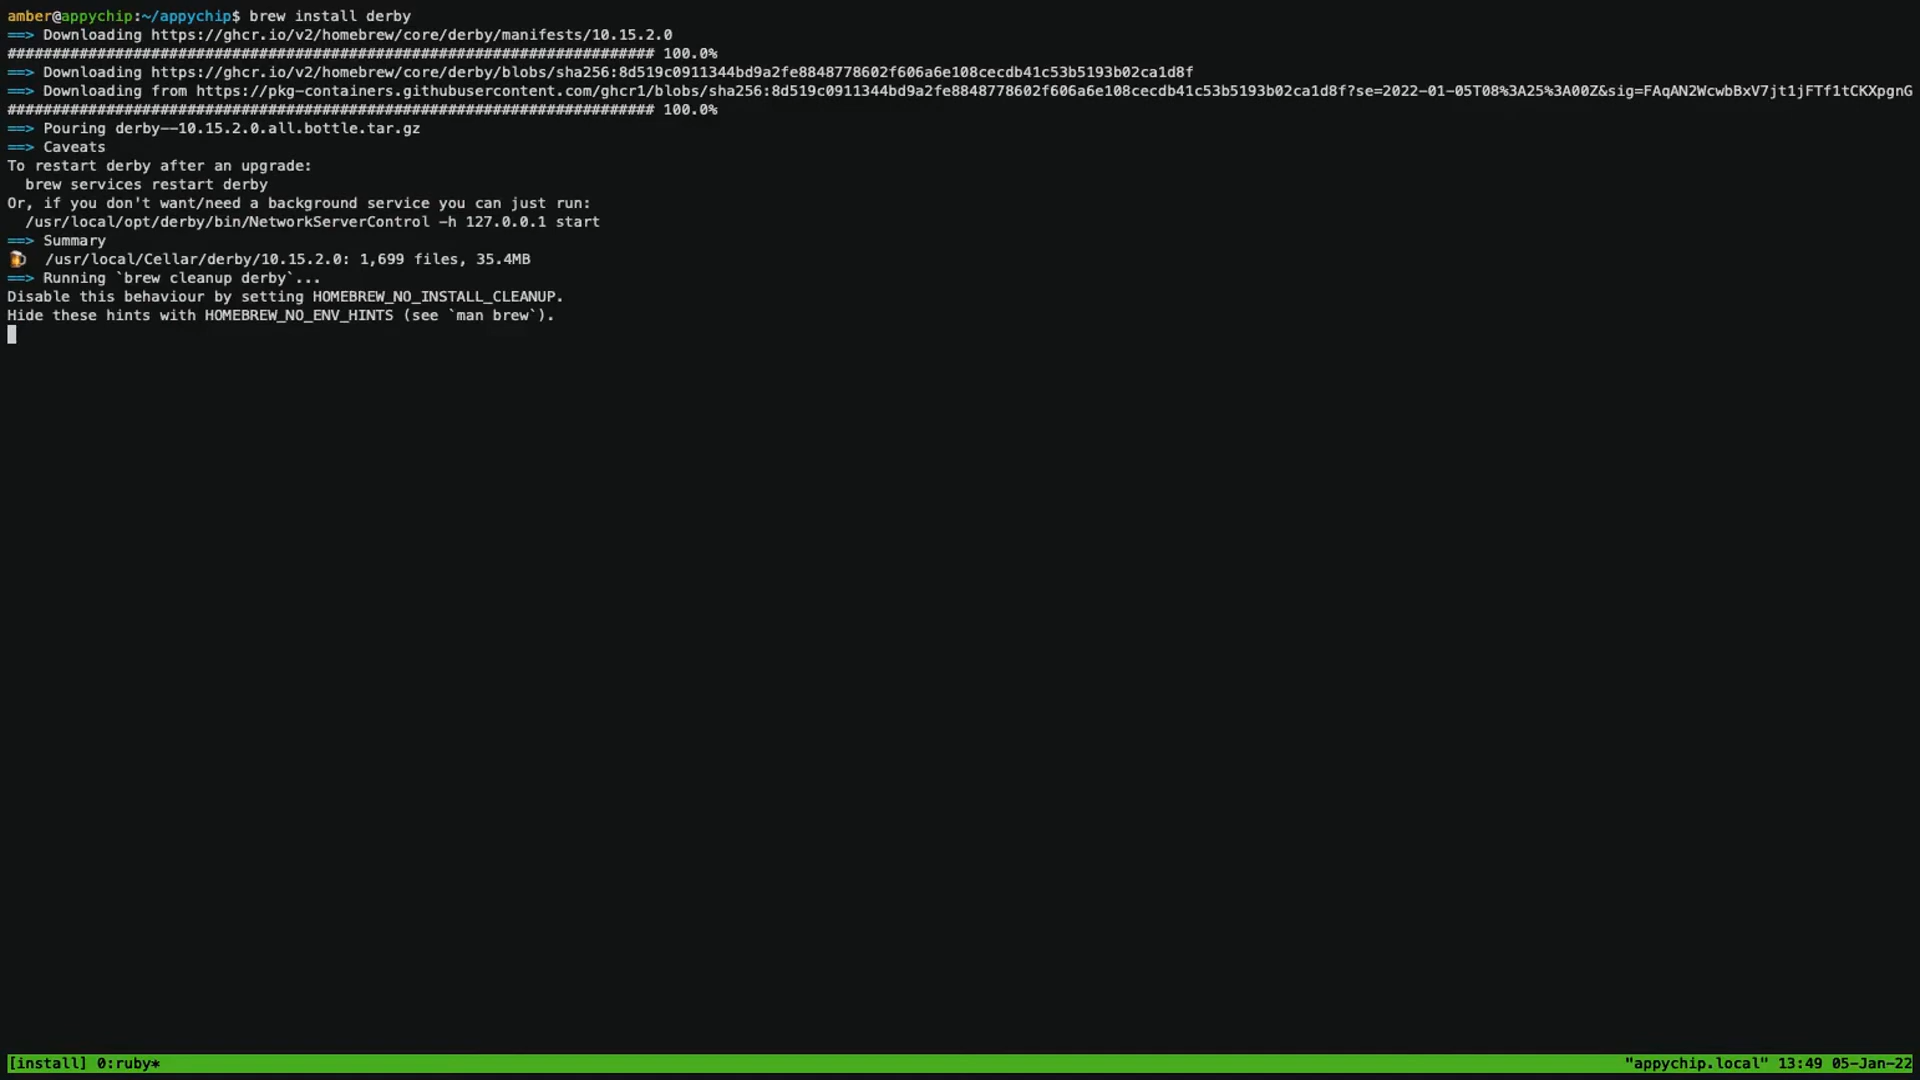 amber@appychip:~/appychip$ brew install derby
==> Downloading https://ghcr.io/v2/homebrew/core/derby/manifests/10.15.2.0
######################################################################## 100.0%
==> Downloading https://ghcr.io/v2/homebrew/core/derby/blobs/sha256:8d519c0911344bd9a2fe8848778602f606a6e108cecdb41c53b5193b02ca1d8f
==> Downloading from https://pkg-containers.githubusercontent.com/ghcr1/blobs/sha256:8d519c0911344bd9a2fe8848778602f606a6e108cecdb41c53b5193b02ca1d8f?se=2022-01-05T08%3A25%3A00Z&sig=FAqAN2WcwbBxV7jt1jFTf1tCKXpgnG
######################################################################## 100.0%
==> Pouring derby--10.15.2.0.all.bottle.tar.gz
==> Caveats
To restart derby after an upgrade:
  brew services restart derby
Or, if you don't want/need a background service you can just run:
  /usr/local/opt/derby/bin/NetworkServerControl -h 127.0.0.1 start
==> Summary
🍺  /usr/local/Cellar/derby/10.15.2.0: 1,699 files, 35.4MB
==> Running `brew cleanup derby`...
Disable this behaviour by setting HOMEBREW_NO_INSTALL_CLEANUP.
Hide these hints with HOMEBREW_NO_ENV_HINTS (see `man brew`).
[install] 0:ruby* "appychip.local" 13:49 05-Jan-22